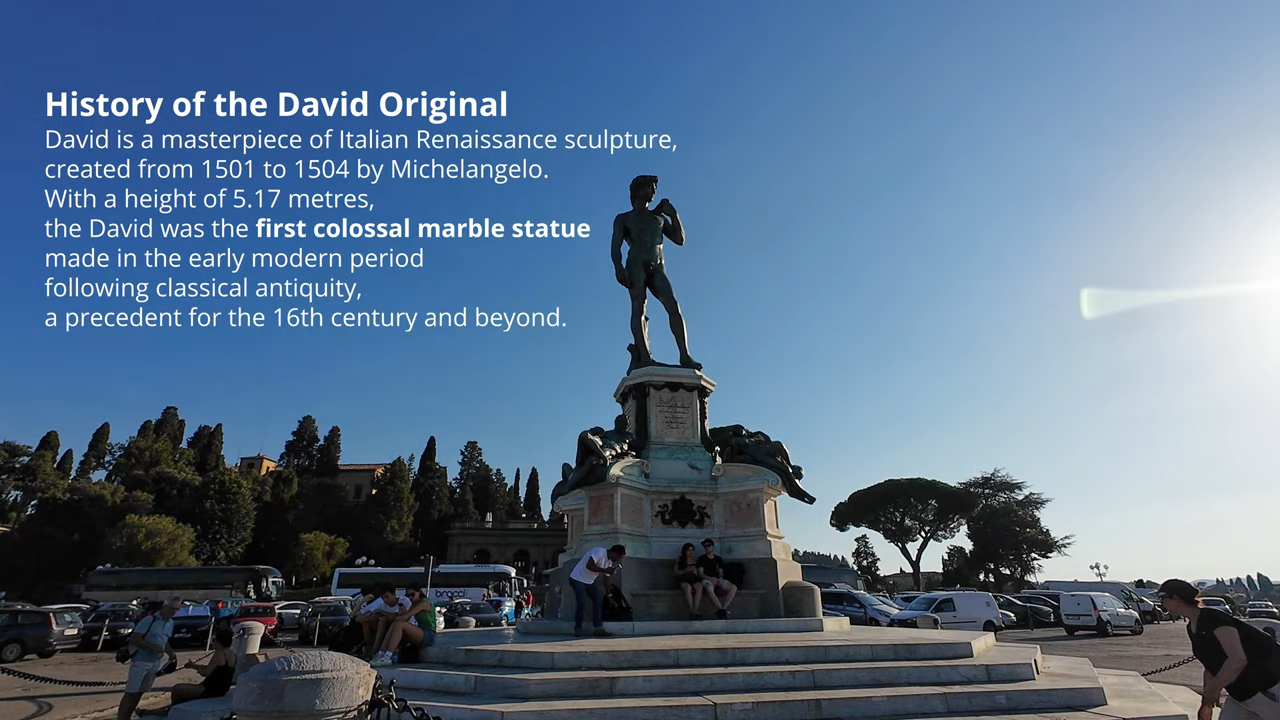 History of the David Original
David is a masterpiece of Italian Renaissance sculpture,
created from 1501 to 1504 by Michelangelo.
With a height of 5.17 metres,
the David was the first colossal marble statue
made in the early modern period
following classical antiquity,
a precedent for the 16th century and beyond.